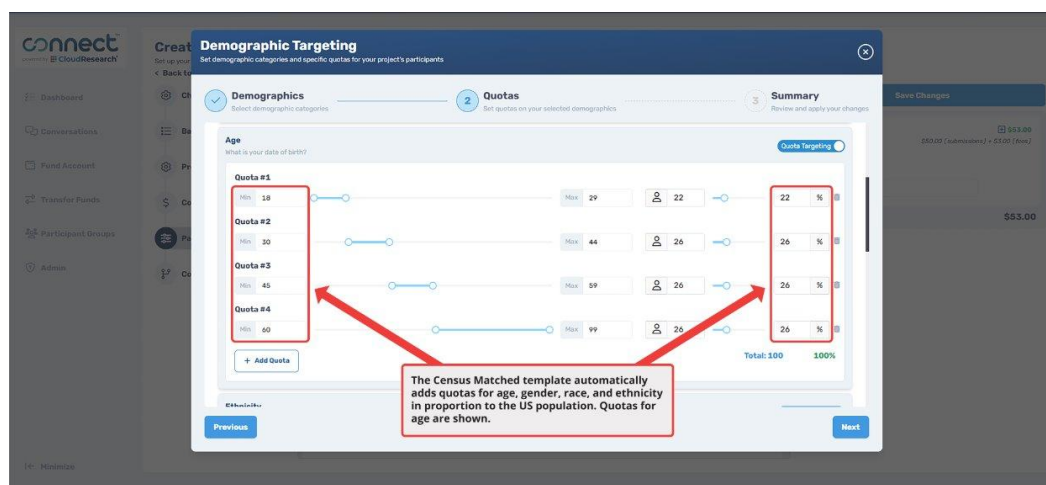 connect
powered by CloudResearch
Dashboard
Conversations
Fund Account
Transfer Funds
Participant Groups
Admin
Minimize
Creat
Set up your
< Back to
Ch
Ba
Pr
$ Co
Pa
Co
Demographic Targeting
Set demographic categories and specific quotas for your project's participants
Demographics
Select demographic categories
2 Quotas
Set quotas on your selected demographics
3 Summary
Review and apply your changes
Age
What is your date of birth?
Quota Targeting
Quota #1
Min 18 Max 29 22 22 %
Quota #2
Min 30 Max 44 26 26 %
Quota #3
Min 45 Max 59 26 26 %
Quota #4
Min 60 Max 99 26 26 %
+ Add Quota
Total: 100 100%
The Census Matched template automatically
adds quotas for age, gender, race, and ethnicity
in proportion to the US population. Quotas for
age are shown.
Ethnicity
Previous
Next
Save Changes
$53.00
$50.00 (submissions) + $3.00 (fees)
$53.00